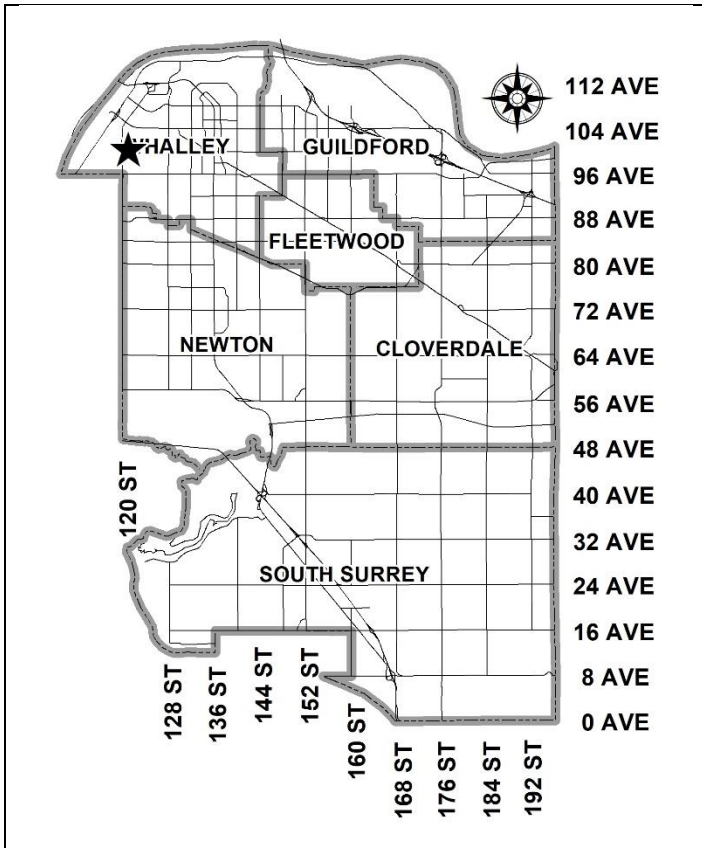 112 AVE
104 AVE
WHALLEY
GUILDFORD
96 AVE
88 AVE
FLEETWOOD
80 AVE
72 AVE
NEWTON
CLOVERDALE
64 AVE
56 AVE
48 AVE
120 ST
40 AVE
32 AVE
SOUTH SURREY
24 AVE
16 AVE
8 AVE
0 AVE
128 ST
136 ST
144 ST
152 ST
160 ST
168 ST
176 ST
184 ST
192 ST